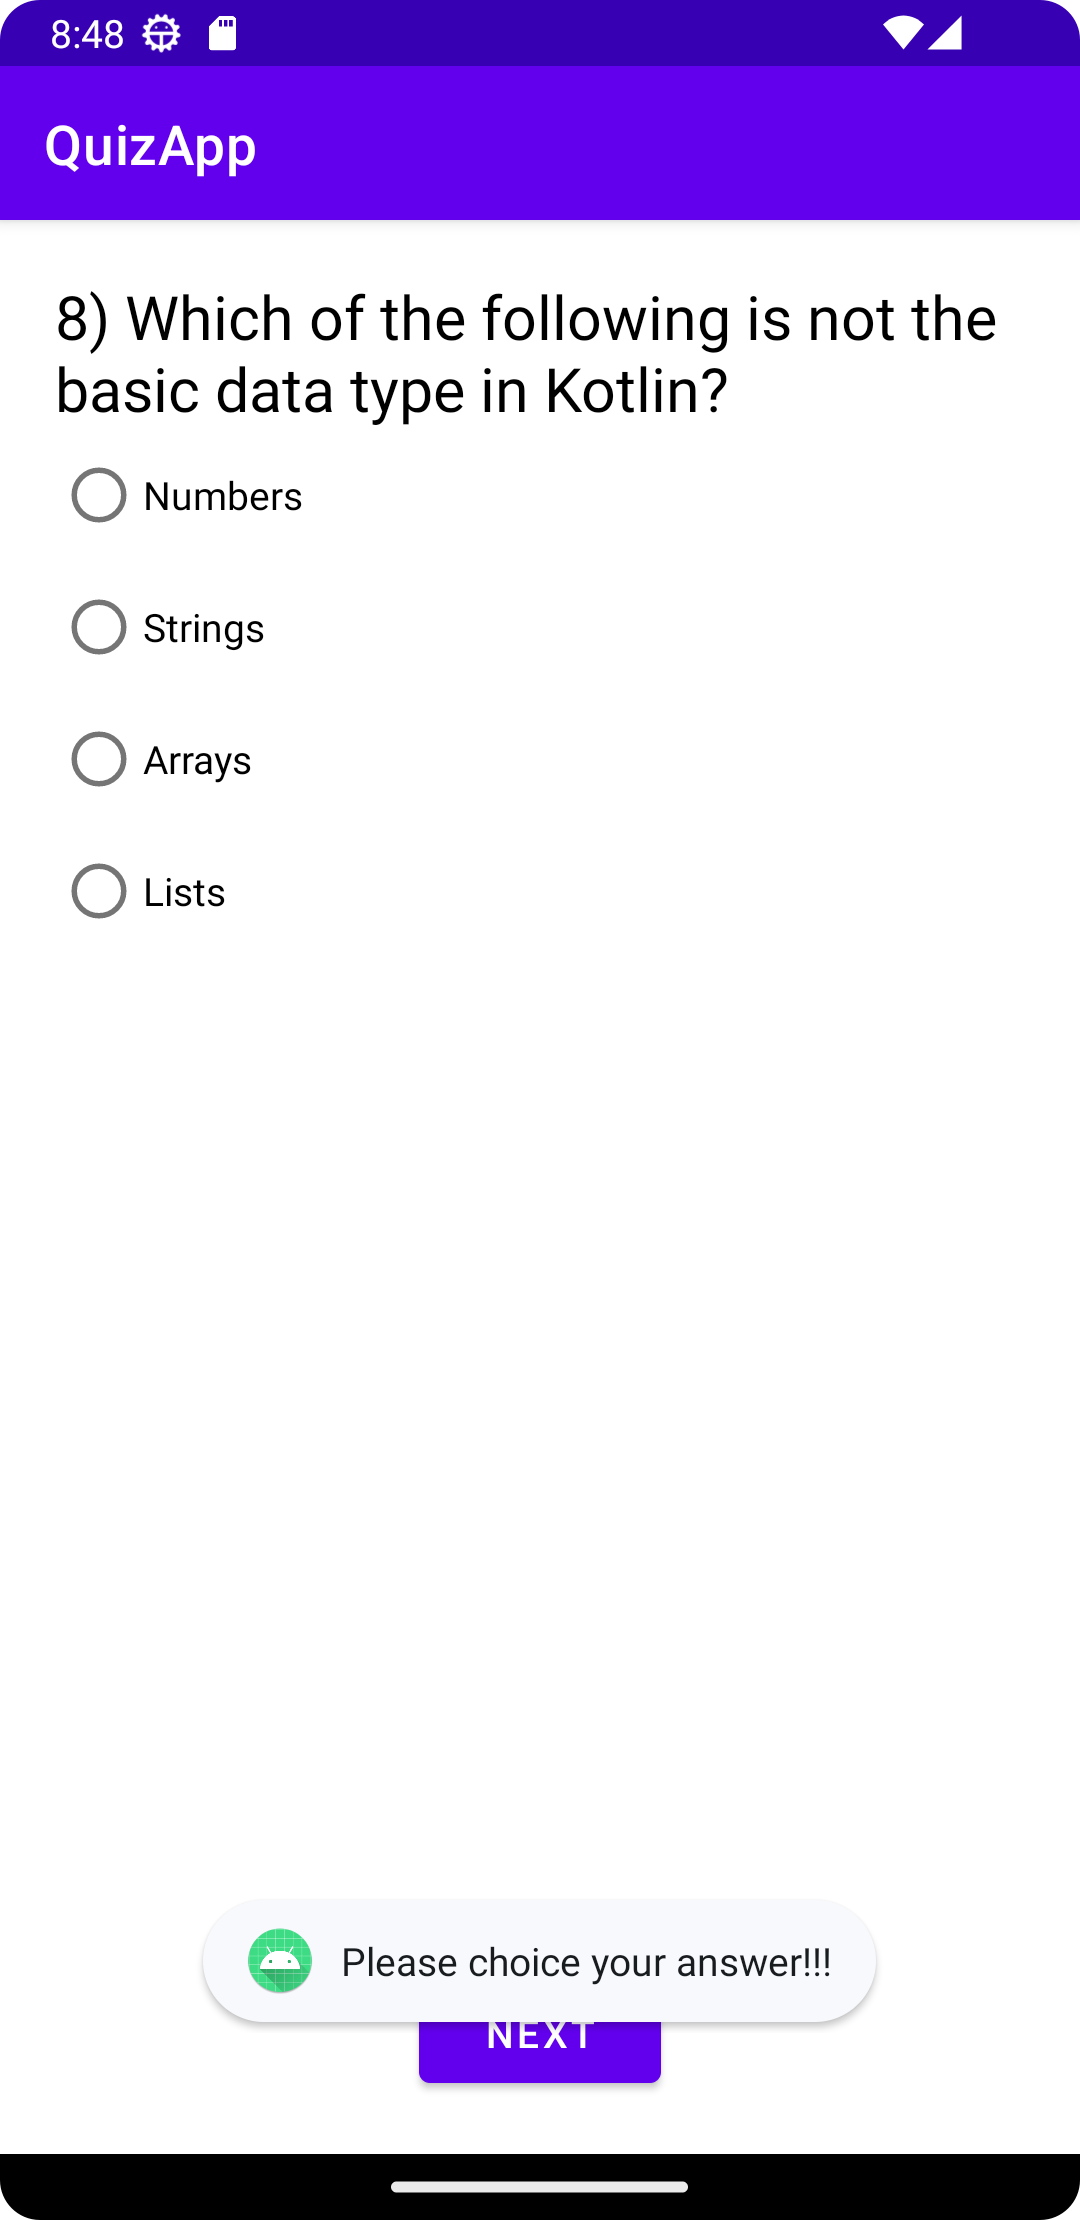 8:48
QuizApp
8) Which of the following is not the
basic data type in Kotlin?
Numbers
Strings
Arrays
Lists
Please choice your answer!!!
NEXT